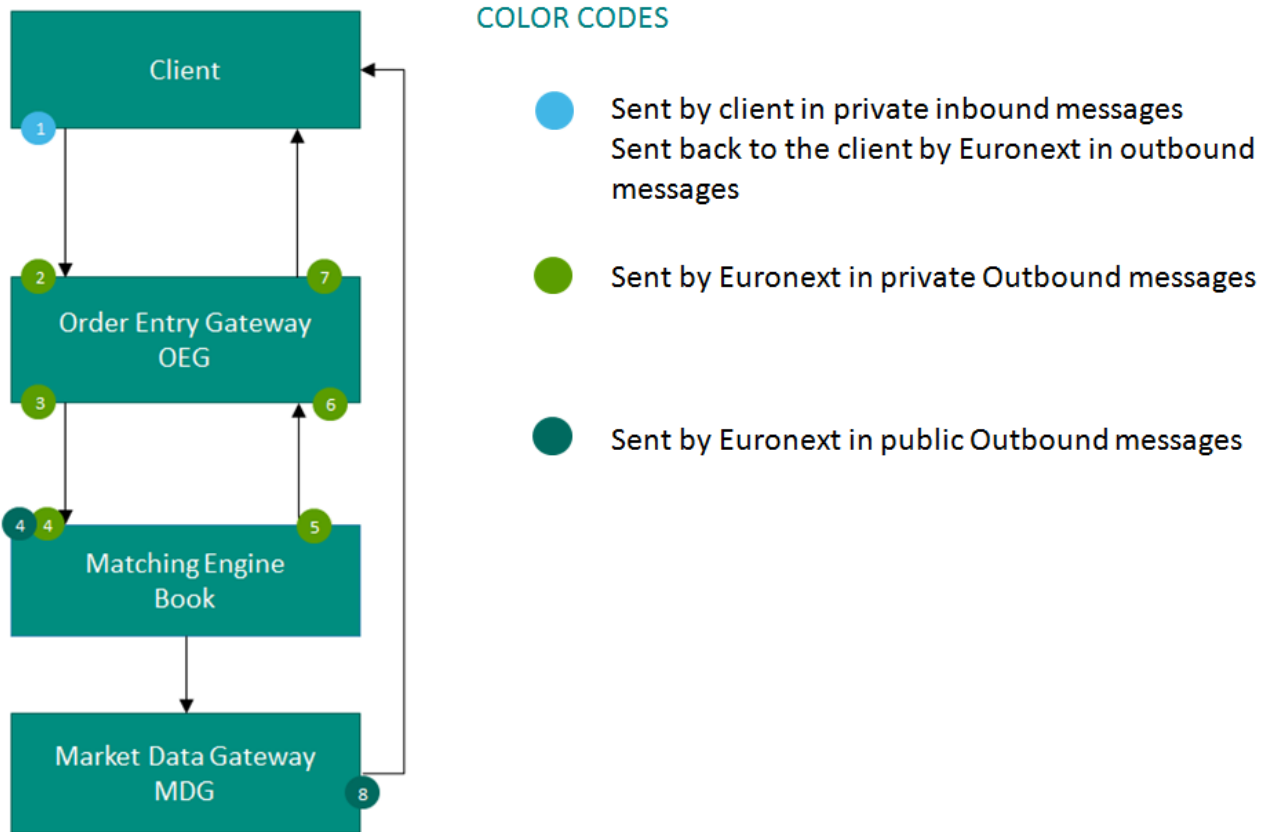 COLOR CODES
Client
1
Sent by client in private inbound messages
Sent back to the client by Euronext in outbound
messages
2
7
Sent by Euronext in private Outbound messages
Order Entry Gateway
OEG
3
6
Sent by Euronext in public Outbound messages
4
4
5
Matching Engine
Book
Market Data Gateway
MDG
8